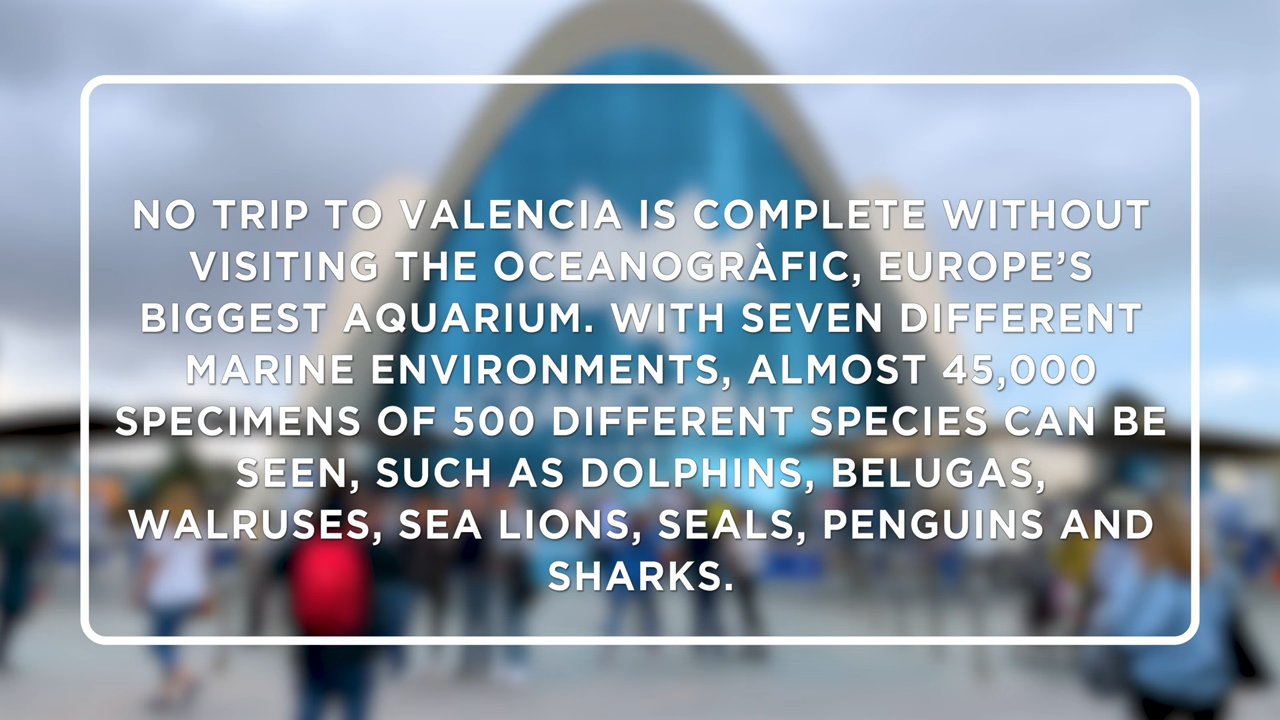 NO TRIP TO VALENCIA IS COMPLETE WITHOUT
VISITING THE OCEANOGRÀFIC, EUROPE'S
BIGGEST AQUARIUM. WITH SEVEN DIFFERENT
MARINE ENVIRONMENTS, ALMOST 45,000
SPECIMENS OF 500 DIFFERENT SPECIES CAN BE
SEEN, SUCH AS DOLPHINS, BELUGAS,
WALRUSES, SEA LIONS, SEALS, PENGUINS AND
SHARKS.